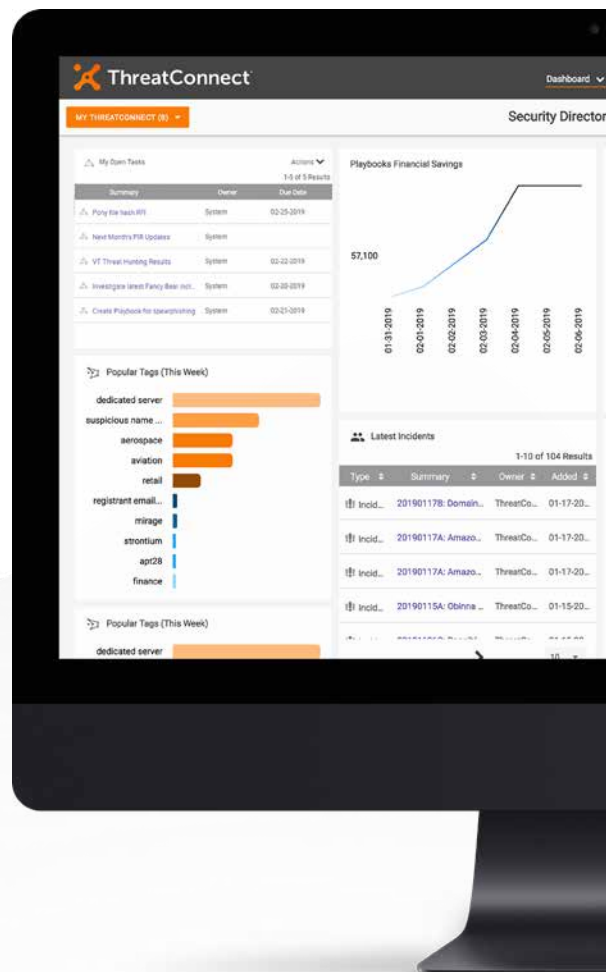 ThreatConnect
Dashboard
MY THREATCONNECT (8)
Security Director
My Open Tasks
Actions
1-5 of 5 Results
Summary Owner Due Date
Pony file hash RFI System 02-25-2019
Next Month's PIR Updates System
VT Threat Hunting Results System 02-22-2019
Investigate latest Fancy Bear inci.. System 02-20-2019
Create Playbook for spearphishing System 02-21-2019
Popular Tags (This Week)
dedicated server
suspicious name ...
aerospace
aviation
retail
registrant email...
mirage
strontium
apt28
finance
Popular Tags (This Week)
dedicated server
Playbooks Financial Savings
57,100
01-31-2019
02-01-2019
02-02-2019
02-03-2019
02-04-2019
02-05-2019
02-06-2019
Latest Incidents
1-10 of 104 Results
Type Summary Owner Added
Incid... 20190117B: Domain... ThreatCo... 01-17-20...
Incid... 20190117A: Amazo... ThreatCo... 01-17-20...
Incid... 20190117A: Amazo... ThreatCo... 01-17-20...
Incid... 20190115A: Obinna ... ThreatCo... 01-15-20...
10